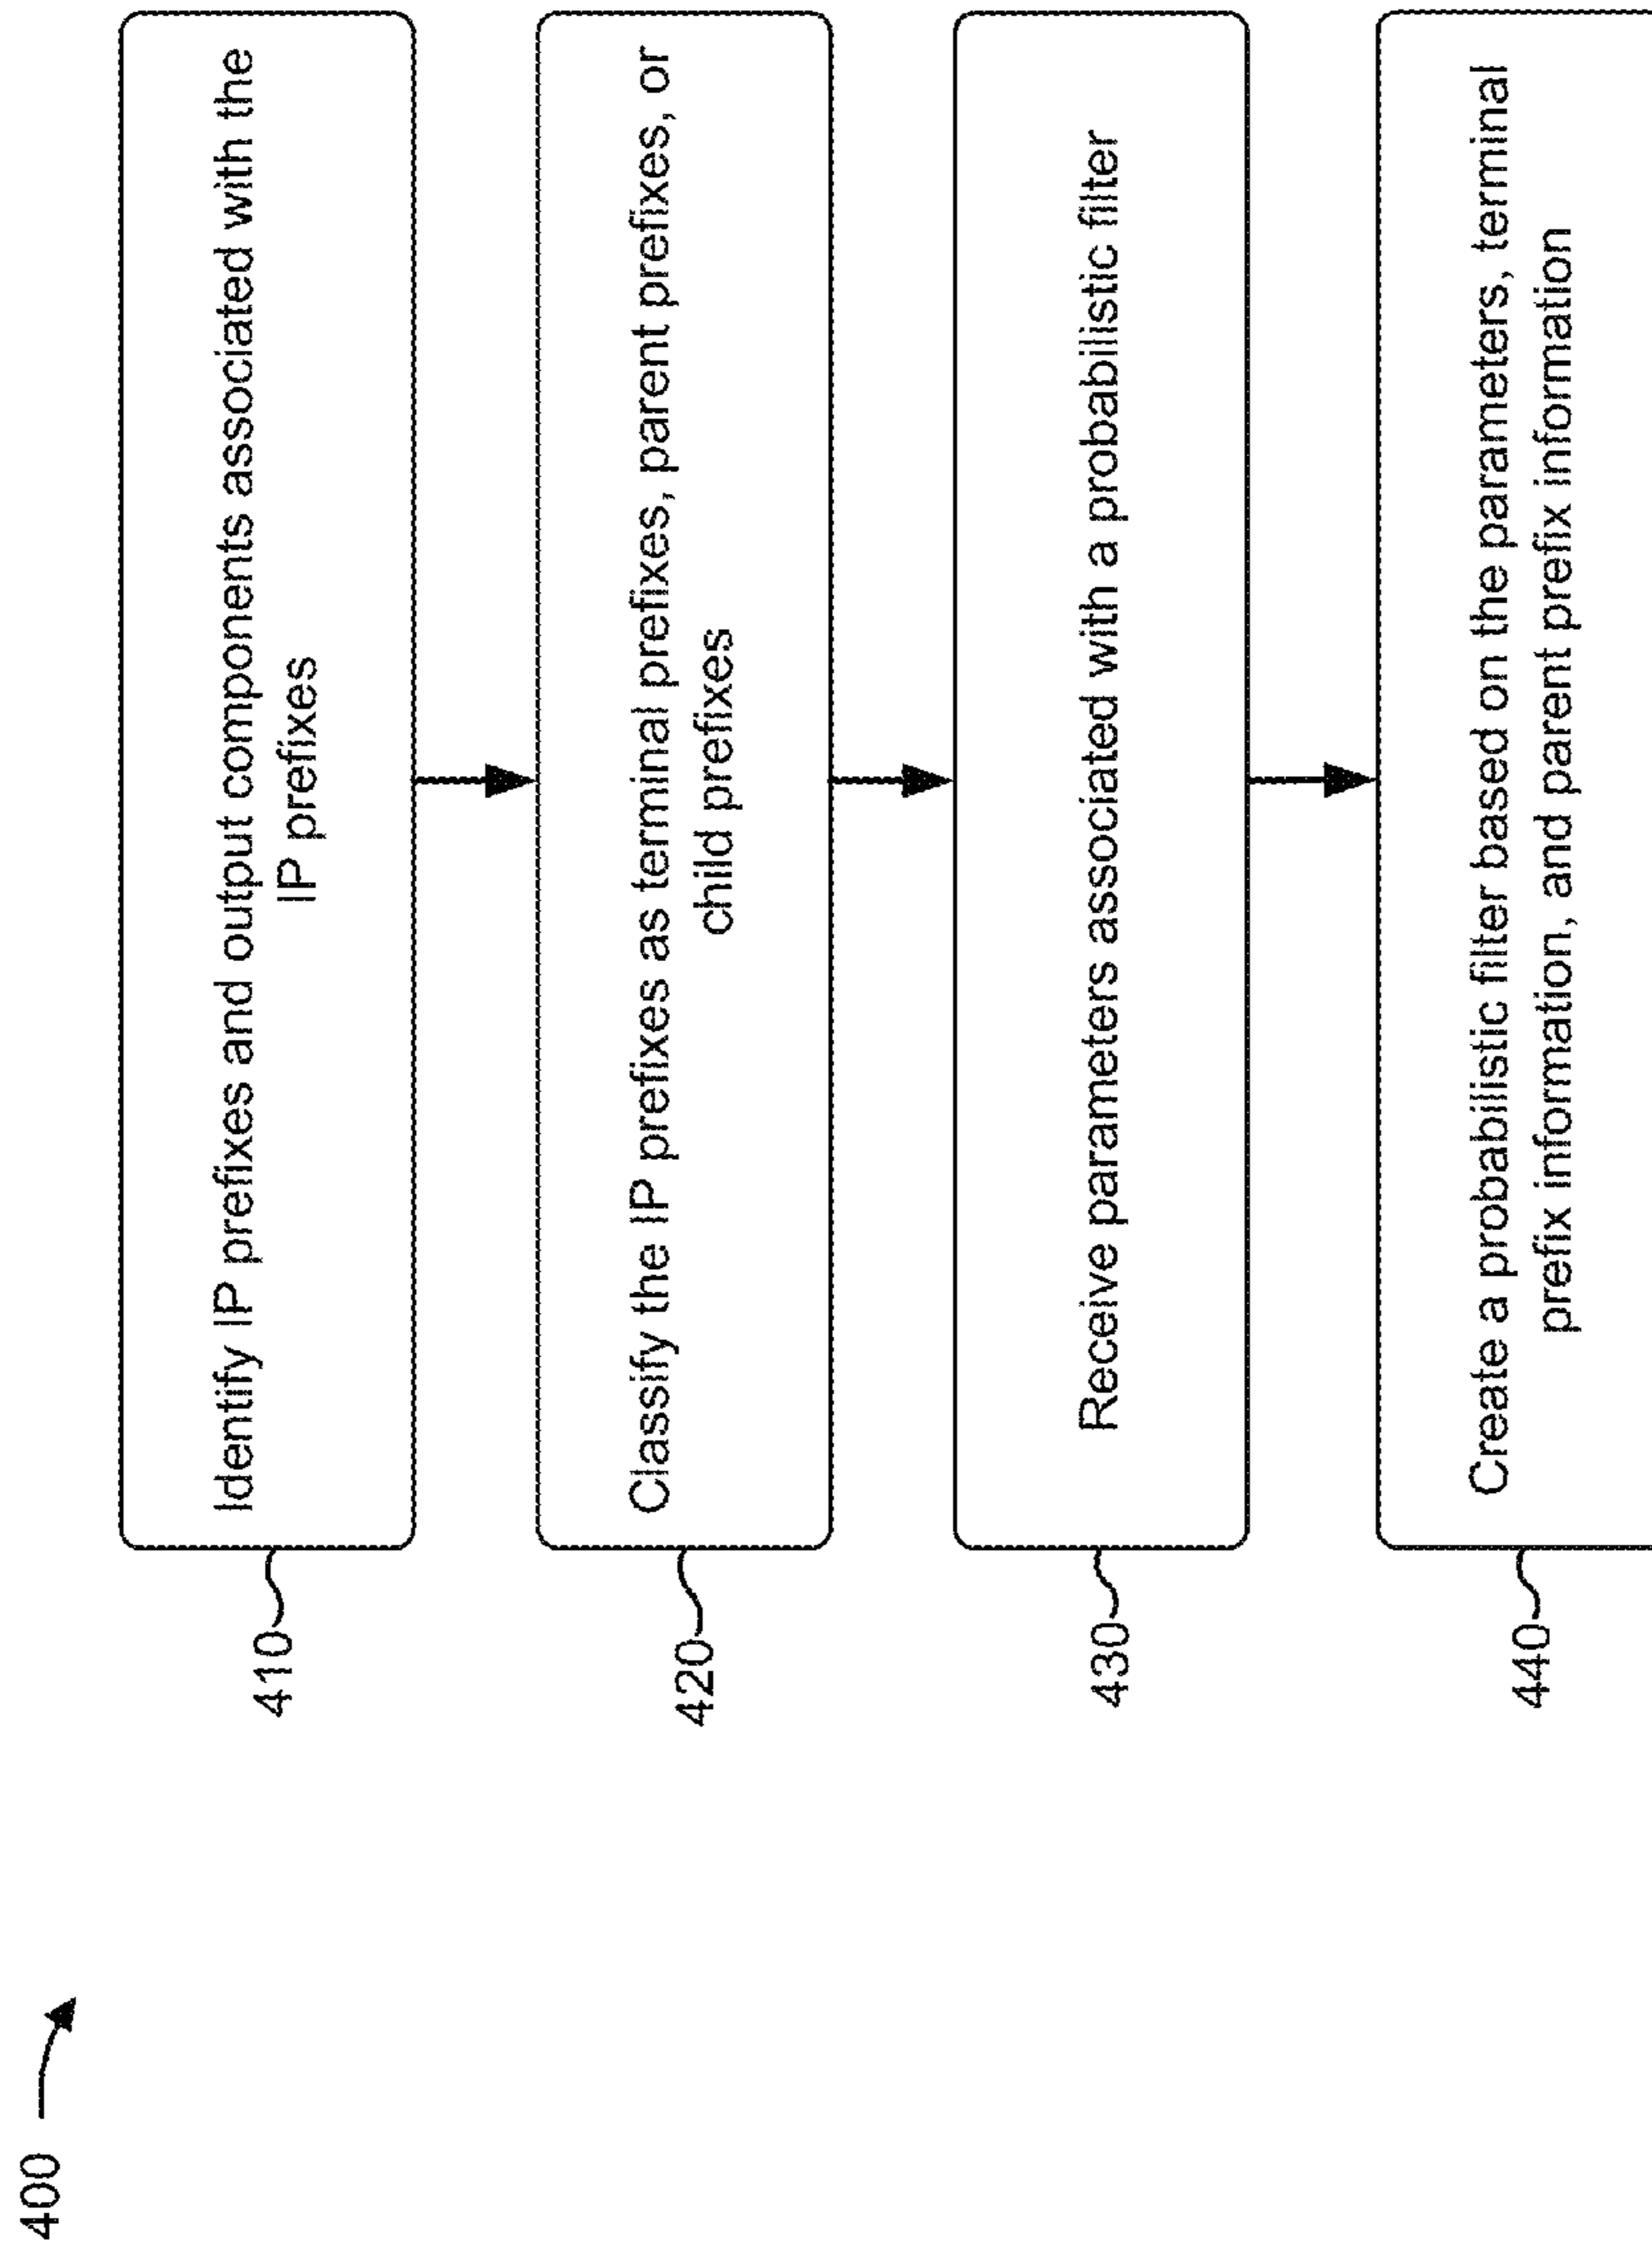 400
410
Identify IP prefixes and output components associated with the
IP prefixes
420
Classify the IP prefixes as terminal prefixes, parent prefixes, or
child prefixes
430
Receive parameters associated with a probabilistic filter
440
Create a probabilistic filter based on the parameters, terminal
prefix information, and parent prefix information